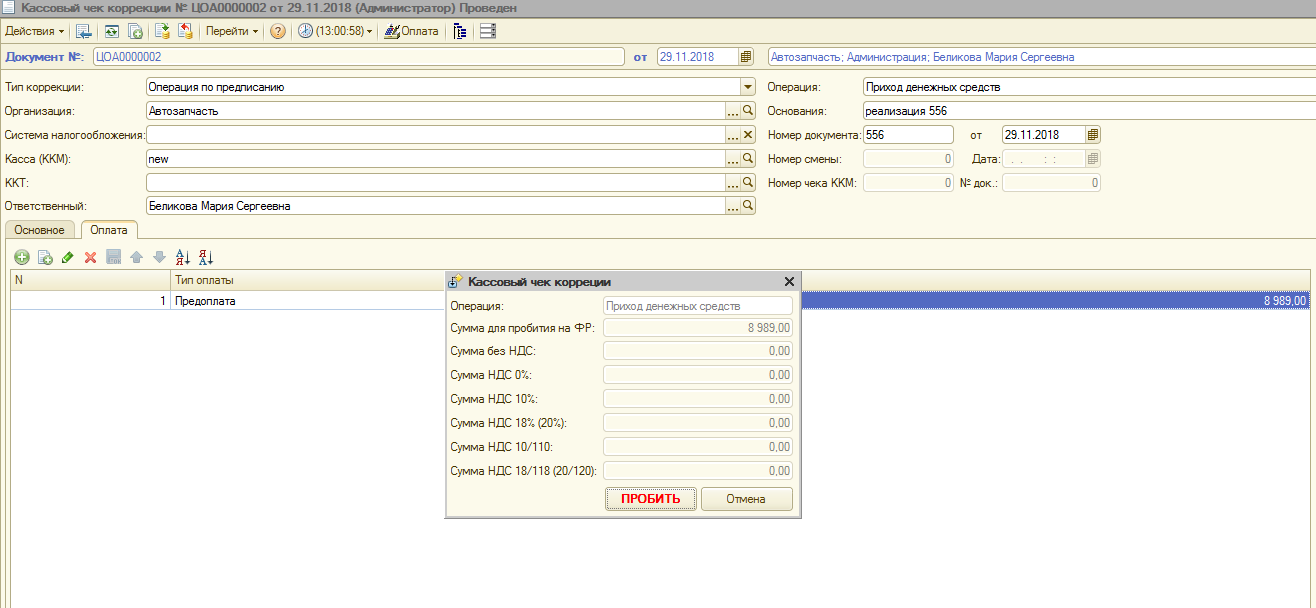 Кассовый чек коррекции № ЦОА0000002 от 29.11.2018 (Администратор) Проведен
Действия Перейти (13:00:58) Оплата
Документ №: ЦОА0000002 от 29.11.2018 Автозапчасть; Администрация; Беликова Мария Сергеевна
Тип коррекции: Операция по предписанию Операция: Приход денежных средств
Организация: Автозапчасть Основания: реализация 556
Система налогообложения: Номер документа: 556 от 29.11.2018
Касса (ККМ): new Номер смены: 0 Дата: . . : :
ККТ: Номер чека ККМ: 0 № док.: 0
Ответственный: Беликова Мария Сергеевна
Основное Оплата
N Тип оплаты
1 Предоплата 8 989,00
Кассовый чек корреции
Операция: Приход денежных средств
Сумма для пробития на ФР: 8 989,00
Сумма без НДС: 0,00
Сумма НДС 0%: 0,00
Сумма НДС 10%: 0,00
Сумма НДС 18% (20%): 0,00
Сумма НДС 10/110: 0,00
Сумма НДС 18/118 (20/120): 0,00
ПРОБИТЬ Отмена